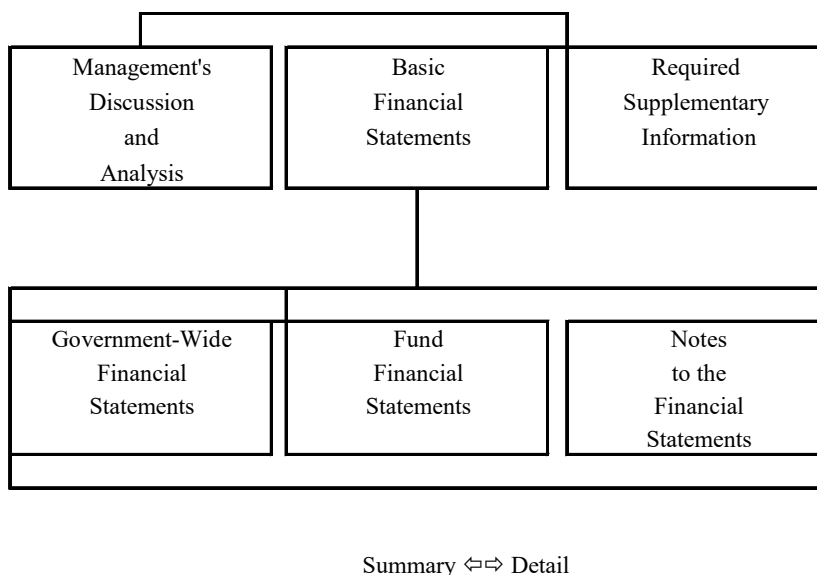 Management's
Discussion
and
Analysis
Basic
Financial
Statements
Required
Supplementary
Information
Government-Wide
Financial
Statements
Fund
Financial
Statements
Notes
to the
Financial
Statements
Summary ⇦⇨ Detail